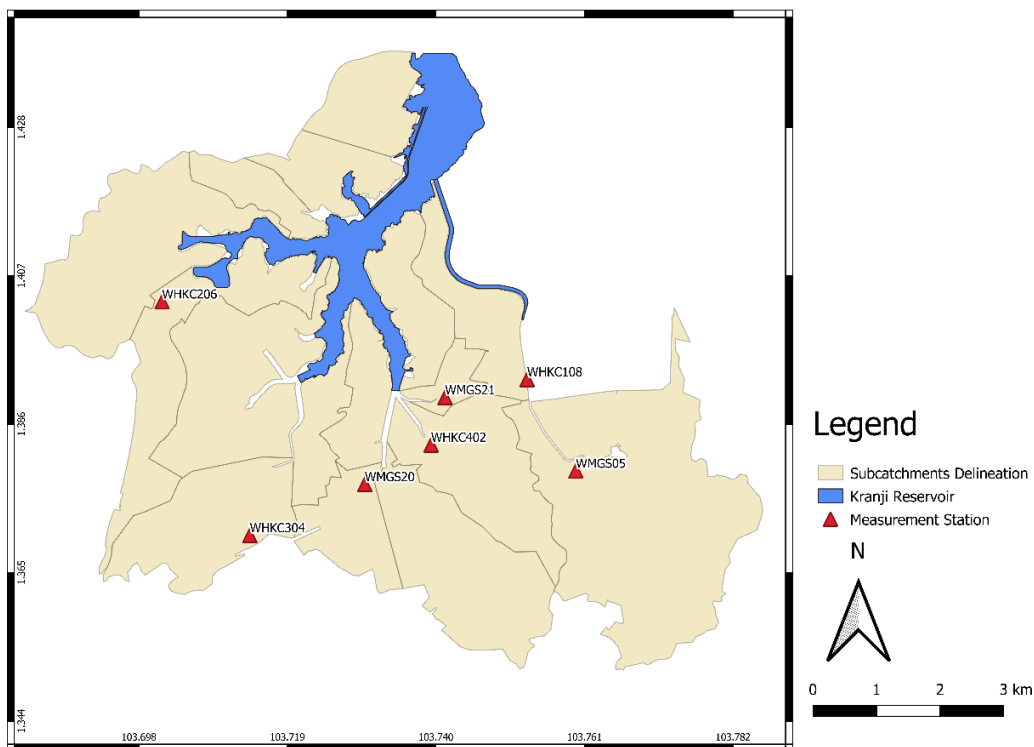 1.428
1.407
1.386
1.365
1.344
WHKC206
WHKC108
WMGS21
WHKC402
WMGS05
WMGS20
WHKC304
103.698
103.719
103.740
103.761
103.782
Legend
Subcatchments Delineation
Kranji Reservoir
Measurement Station
N
0 1 2 3 km